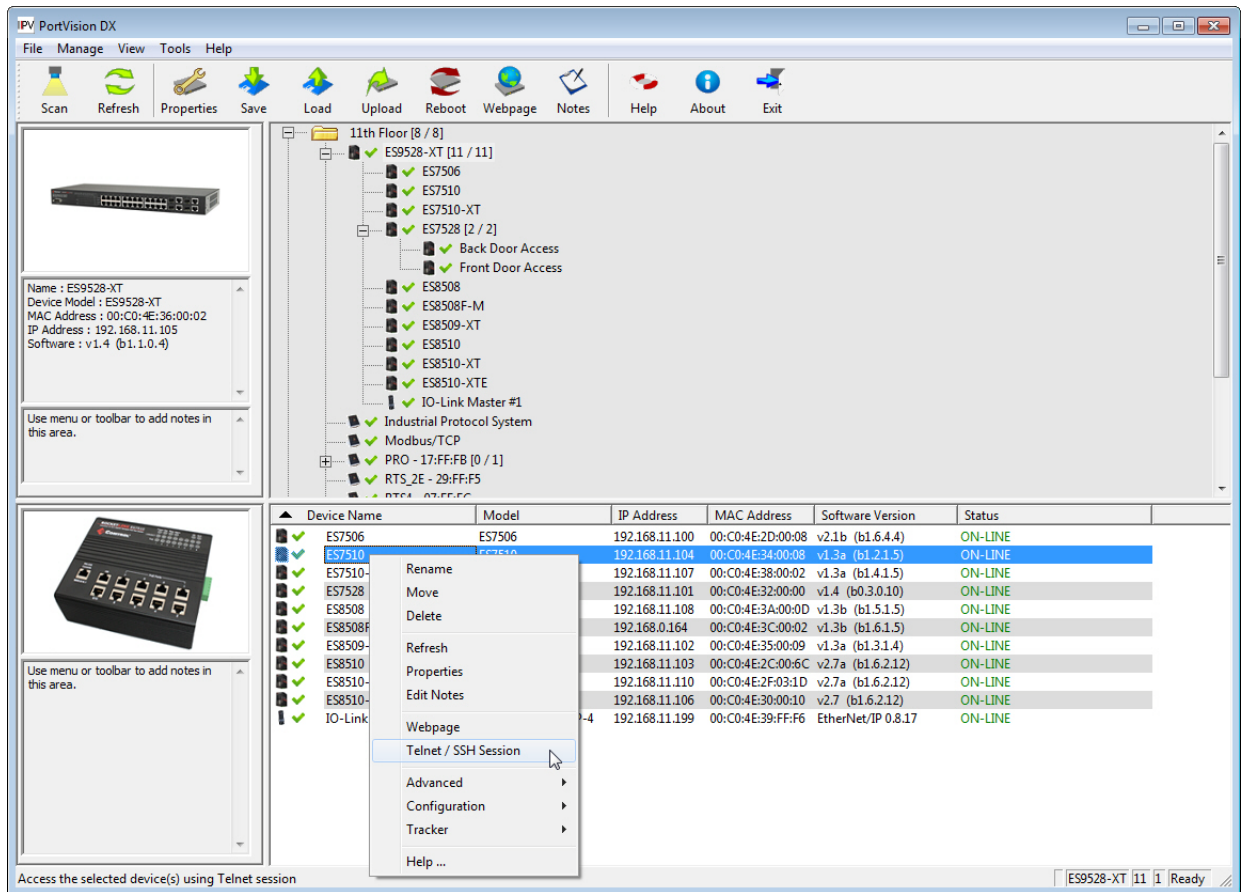 IPV PortVision DX
File Manage View Tools Help
Scan Refresh Properties Save Load Upload Reboot Webpage Notes Help About Exit
11th Floor [8 / 8]
ES9528-XT [11 / 11]
ES7506
ES7510
ES7510-XT
ES7528 [2 / 2]
Back Door Access
Front Door Access
ES8508
ES8508F-M
ES8509-XT
ES8510
ES8510-XT
ES8510-XTE
IO-Link Master #1
Industrial Protocol System
Modbus/TCP
PRO - 17:FF:FB [0 / 1]
RTS_2E - 29:FF:F5
Name : ES9528-XT
Device Model : ES9528-XT
MAC Address : 00:C0:4E:36:00:02
IP Address : 192.168.11.105
Software : v1.4 (b1.1.0.4)
Use menu or toolbar to add notes in
this area.
Use menu or toolbar to add notes in
this area.
Device Name Model IP Address MAC Address Software Version Status
ES7506 ES7506 192.168.11.100 00:C0:4E:2D:00:08 v2.1b (b1.6.4.4) ON-LINE
ES7510 ES7510 192.168.11.104 00:C0:4E:34:00:08 v1.3a (b1.2.1.5) ON-LINE
ES7510- 192.168.11.107 00:C0:4E:38:00:02 v1.3a (b1.4.1.5) ON-LINE
ES7528 192.168.11.101 00:C0:4E:32:00:00 v1.4 (b0.3.0.10) ON-LINE
ES8508 192.168.11.108 00:C0:4E:3A:00:0D v1.3b (b1.5.1.5) ON-LINE
ES8508F 192.168.0.164 00:C0:4E:3C:00:02 v1.3b (b1.6.1.5) ON-LINE
ES8509- 192.168.11.102 00:C0:4E:35:00:09 v1.3a (b1.3.1.4) ON-LINE
ES8510 192.168.11.103 00:C0:4E:2C:00:6C v2.7a (b1.6.2.12) ON-LINE
ES8510- 192.168.11.110 00:C0:4E:2F:03:1D v2.7a (b1.6.2.12) ON-LINE
ES8510- 192.168.11.106 00:C0:4E:30:00:10 v2.7 (b1.6.2.12) ON-LINE
IO-Link P-4 192.168.11.199 00:C0:4E:39:FF:F6 EtherNet/IP 0.8.17 ON-LINE
Rename
Move
Delete
Refresh
Properties
Edit Notes
Webpage
Telnet / SSH Session
Advanced
Configuration
Tracker
Help ...
Access the selected device(s) using Telnet session
ES9528-XT 11 1 Ready